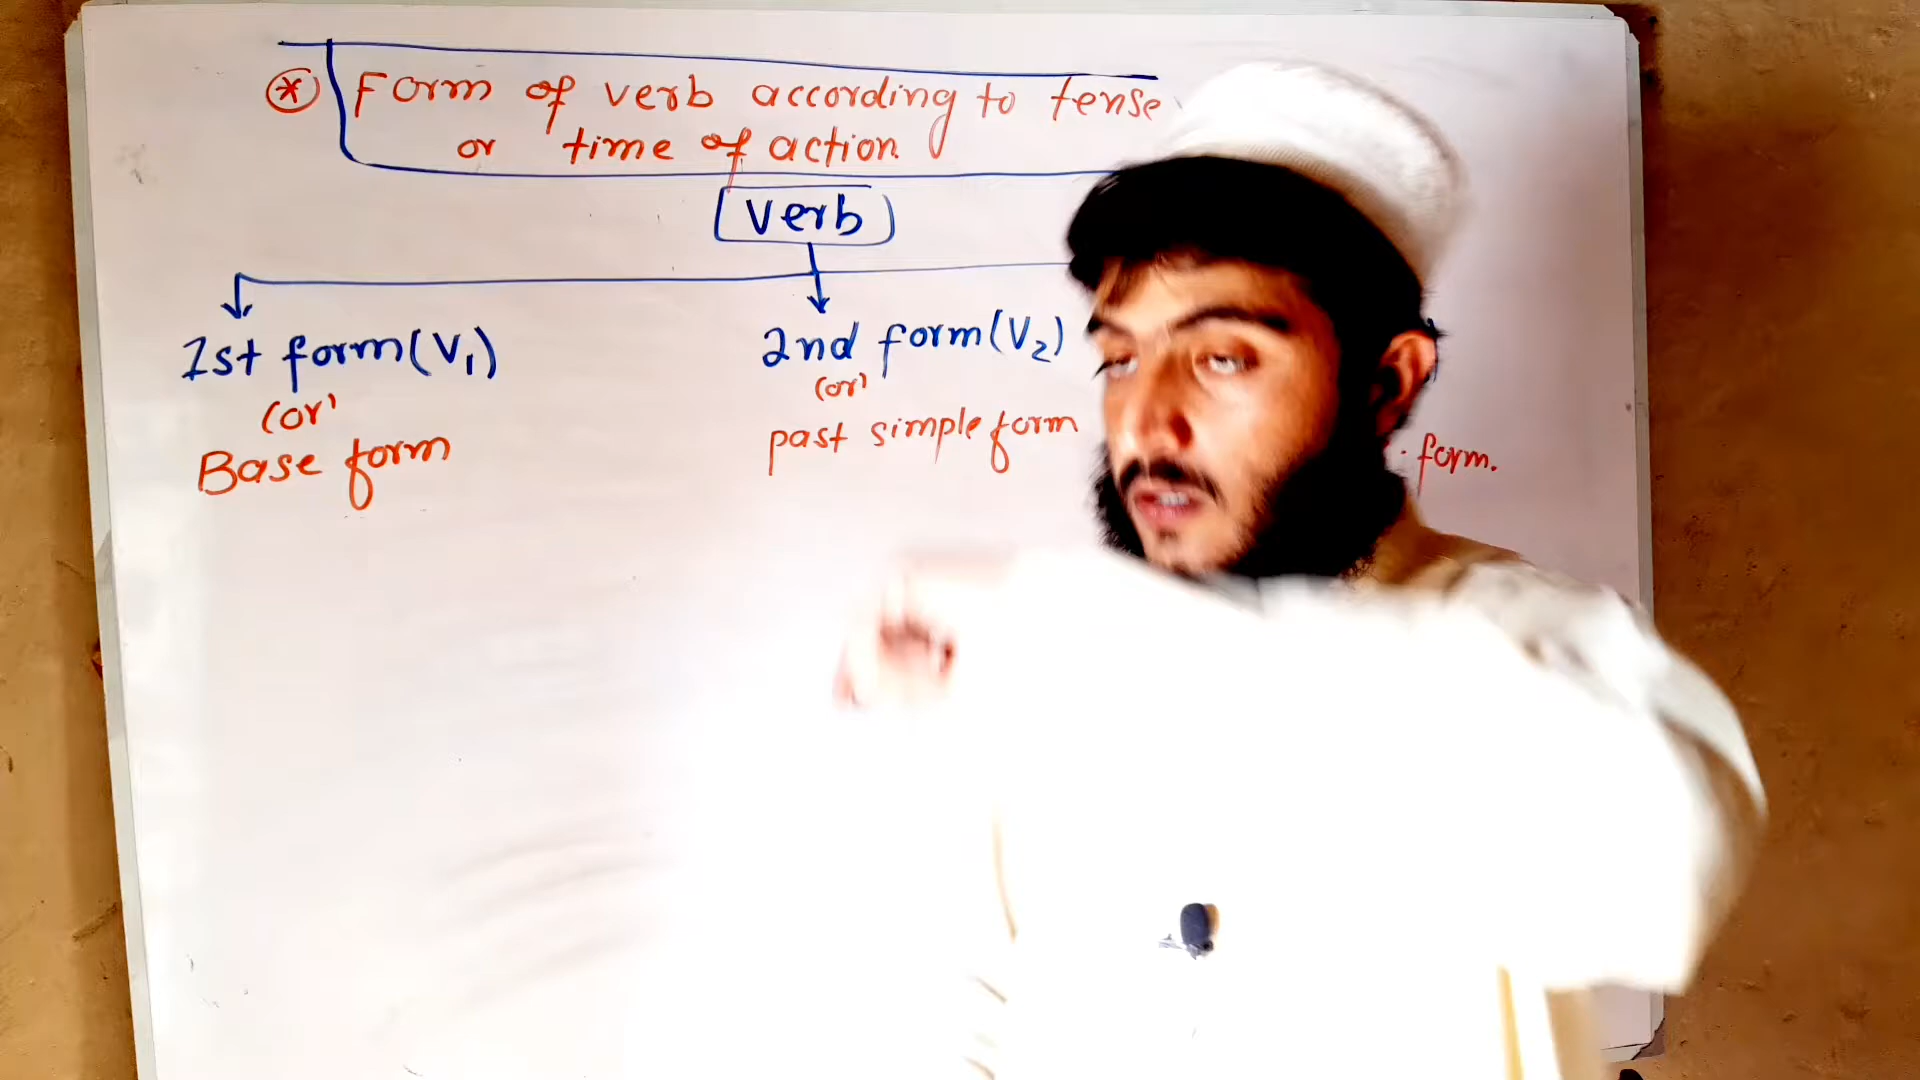 * Form of verb according to tense
or time of action.
verb
1st form (V1)
(or)
Base form
2nd form (V2)
(or)
past simple form
form.